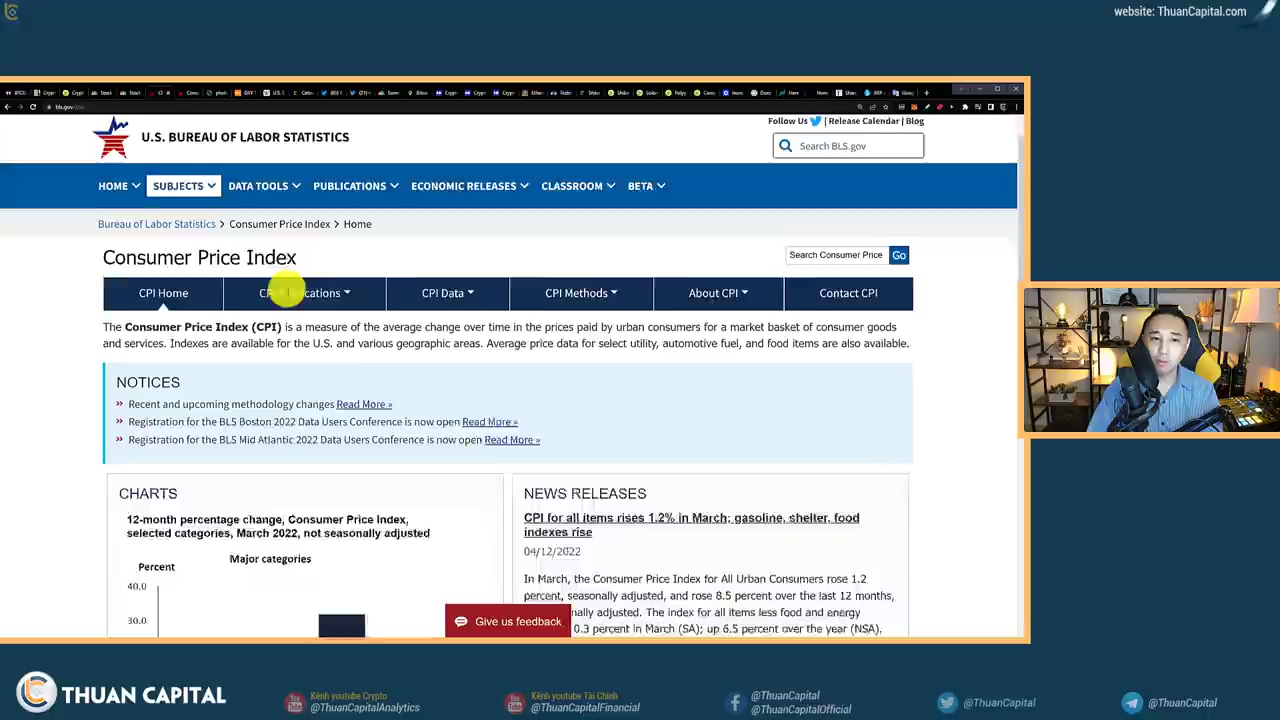 website: ThuanCapital.com
bls.gov/cpi/
U.S. BUREAU OF LABOR STATISTICS
Follow Us | Release Calendar | Blog
Search BLS.gov
HOME SUBJECTS DATA TOOLS PUBLICATIONS ECONOMIC RELEASES CLASSROOM BETA
Bureau of Labor Statistics > Consumer Price Index > Home
Consumer Price Index
Search Consumer Price Go
CPI Home CPI Data CPI Methods About CPI Contact CPI
The Consumer Price Index (CPI) is a measure of the average change over time in the prices paid by urban consumers for a market basket of consumer goods
and services. Indexes are available for the U.S. and various geographic areas. Average price data for select utility, automotive fuel, and food items are also available.
NOTICES
Recent and upcoming methodology changes Read More »
Registration for the BLS Boston 2022 Data Users Conference is now open Read More »
Registration for the BLS Mid Atlantic 2022 Data Users Conference is now open Read More »
CHARTS
12-month percentage change, Consumer Price Index,
selected categories, March 2022, not seasonally adjusted
Major categories
Percent
40.0
30.0
NEWS RELEASES
CPI for all items rises 1.2% in March; gasoline, shelter, food
indexes rise
04/12/2022
In March, the Consumer Price Index for All Urban Consumers rose 1.2
percent, seasonally adjusted, and rose 8.5 percent over the last 12 months,
adjusted. The index for all items less food and energy
0.3 percent in March (SA); up 6.5 percent over the year (NSA).
Give us feedback
THUAN CAPITAL
Kênh youtube Crypto
@ThuanCapitalAnalytics
Kênh youtube Tài Chính
@ThuanCapitalFinancial
@ThuanCapital
@ThuanCapitalOfficial
@ThuanCapital
@ThuanCapital